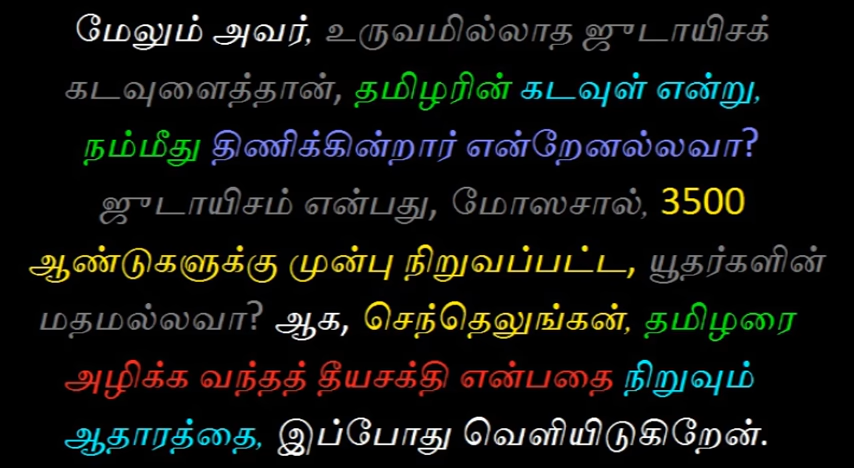 மேலும் அவர், உருவமில்லாத ஜுடாயிசக்
கடவுளைத்தான், தமிழரின் கடவுள் என்று,
நம்மீது திணிக்கின்றார் என்றேனல்லவா?
ஜுடாயிசம் என்பது, மோஸசால், 3500
ஆண்டுகளுக்கு முன்பு நிறுவப்பட்ட, யூதர்களின்
மதமல்லவா? ஆக, செந்தெலுங்கன், தமிழரை
அழிக்க வந்தத் தீயசக்தி என்பதை நிறுவும்
ஆதாரத்தை, இப்போது வெளியிடுகிறேன்.